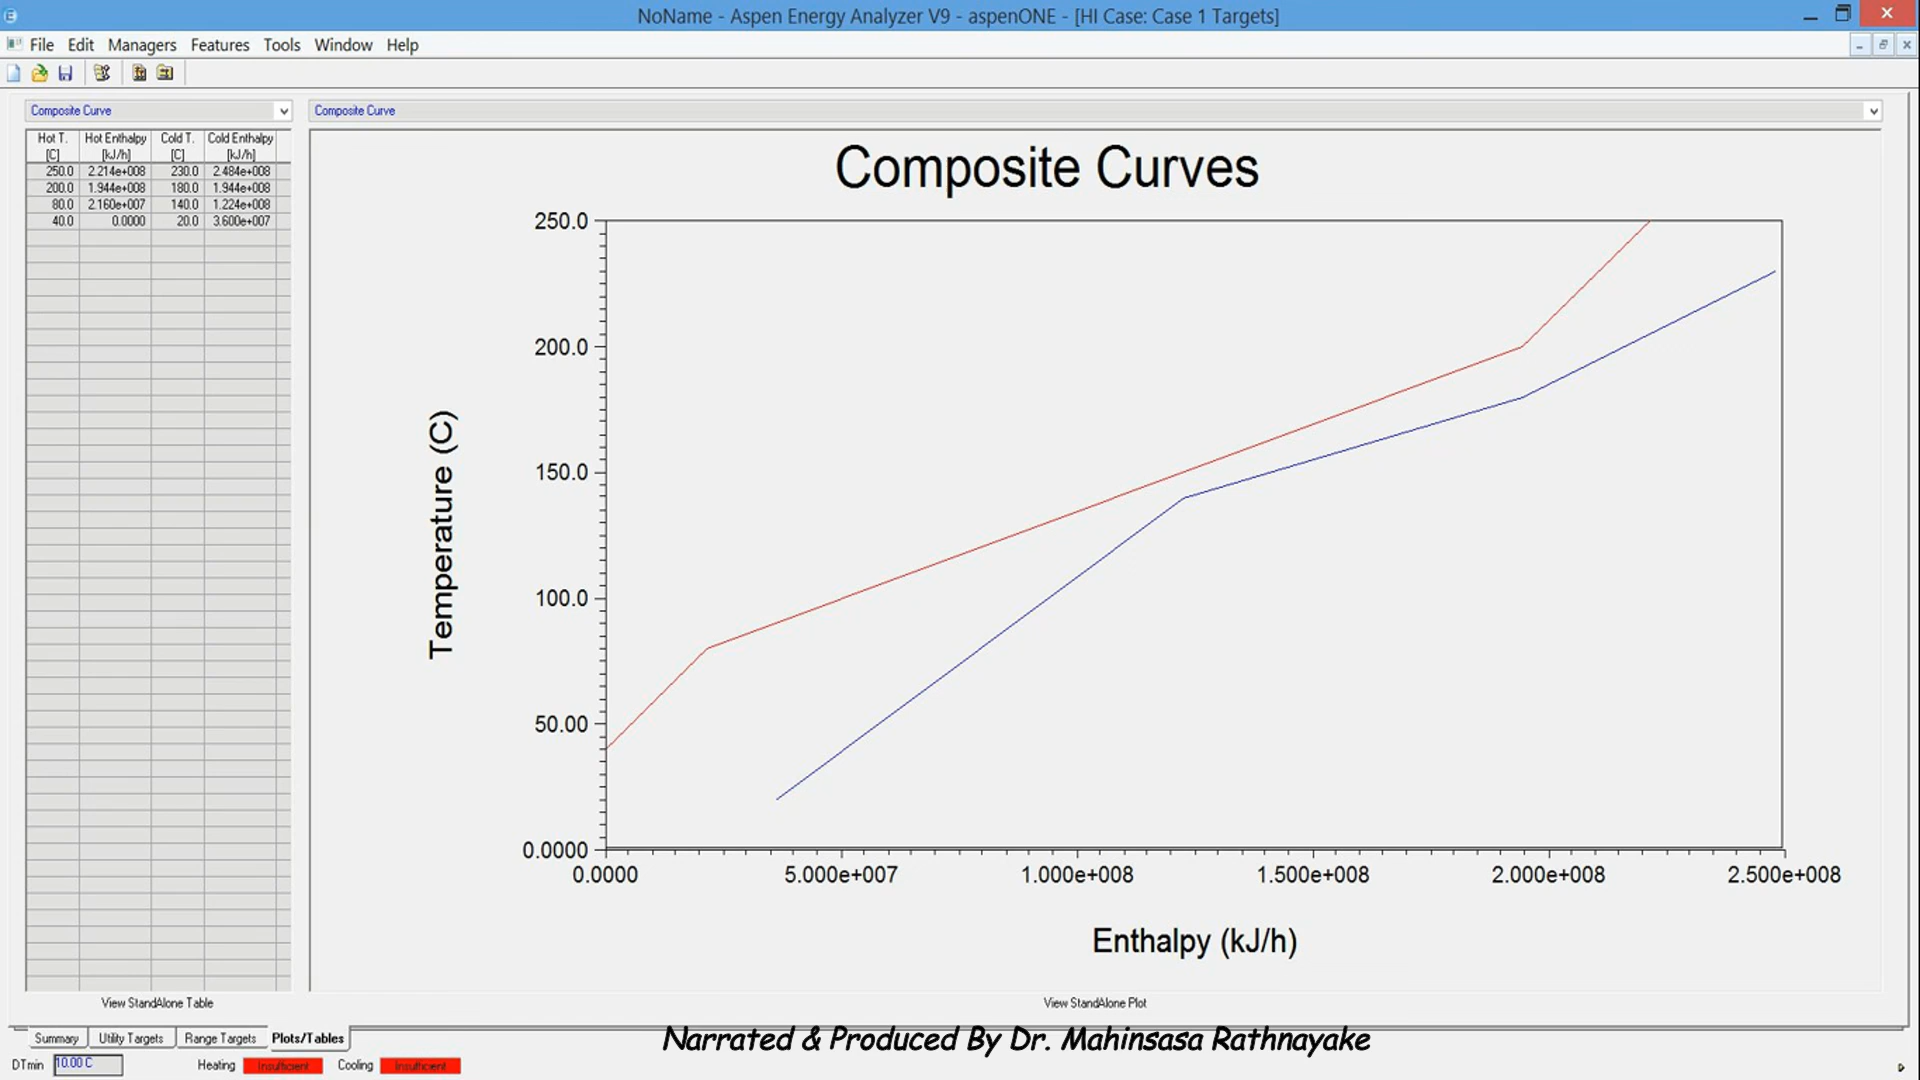 NoName - Aspen Energy Analyzer V9 - aspenONE - [HI Case: Case 1 Targets]
File Edit Managers Features Tools Window Help
Composite Curve
Composite Curve
Hot T. Hot Enthalpy Cold T. Cold Enthalpy
[C] [kJ/h] [C] [kJ/h]
250.0 2.214e+008 230.0 2.484e+008
200.0 1.944e+008 180.0 1.944e+008
80.0 2.160e+007 140.0 1.224e+008
40.0 0.0000 20.0 3.600e+007
Composite Curves
250.0
200.0
150.0
100.0
50.00
0.0000
Temperature (C)
0.0000 5.000e+007 1.000e+008 1.500e+008 2.000e+008 2.500e+008
Enthalpy (kJ/h)
View StandAlone Table
View StandAlone Plot
Summary Utility Targets Range Targets Plots/Tables
Narrated & Produced By Dr. Mahinsasa Rathnayake
DTmin 10.00 C Heating Insufficient Cooling Insufficient